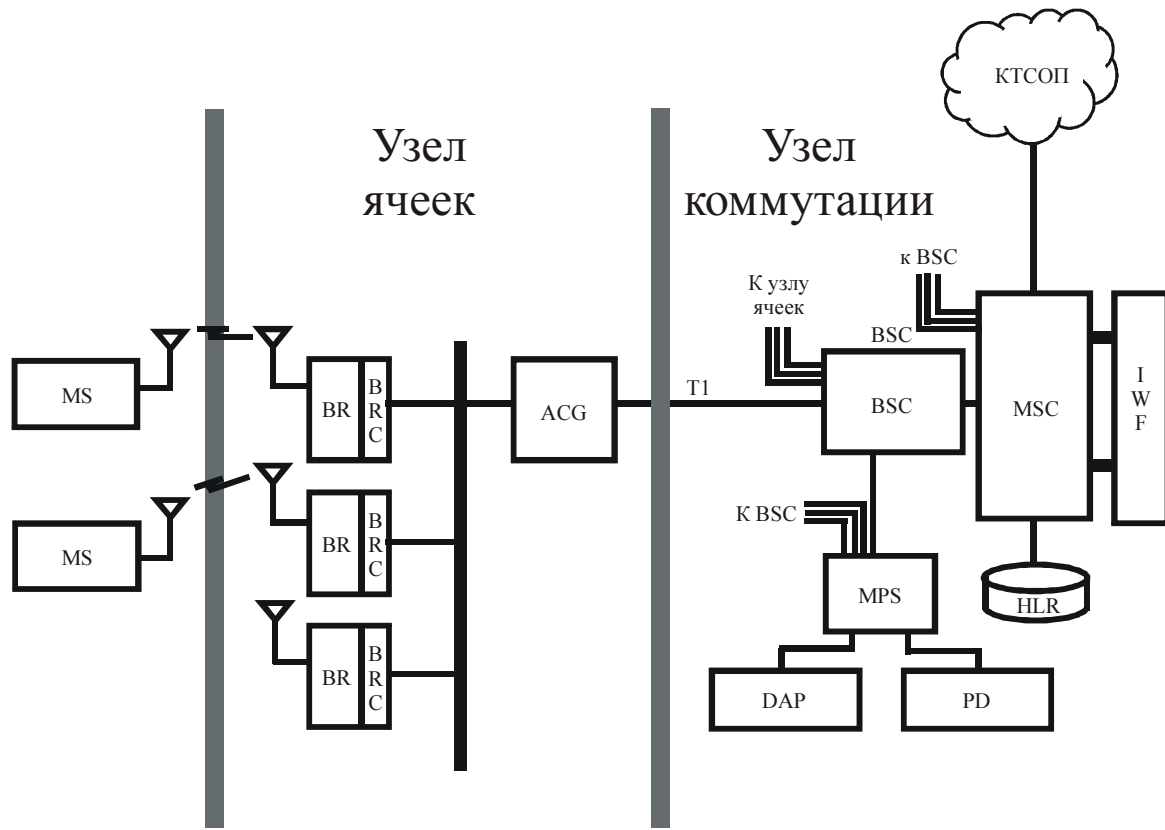 КТСОП
Узел
ячеек
Узел
коммутации
к BSC
К узлу
ячеек
BSC
MS
BR
B
R
C
ACG
T1
BSC
MSC
I
W
F
MS
BR
B
R
C
К BSC
MPS
HLR
BR
B
R
C
DAP
PD